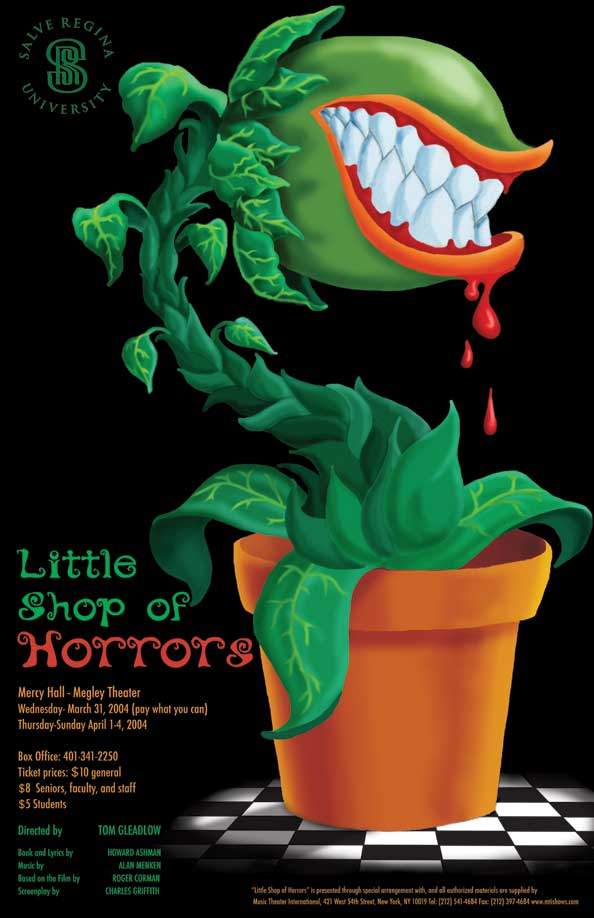 SALVE REGINA
UNIVERSITY
Little
Shop of
Horrors
Mercy Hall - Megley Theater
Wednesday- March 31, 2004 (pay what you can)
Thursday-Sunday April 1-4, 2004
Box Office: 401-341-2250
Ticket prices: $10 general
$8 Seniors, faculty, and staff
$5 Students
Directed by TOM GLEADLOW
Book and Lyrics by HOWARD ASHMAN
Music by ALAN MENKEN
Based on the Film by ROGER CORMAN
Screenplay by CHARLES GRIFFITH
"Little Shop of Horrors" is presented through special arrangement with, and all authorized materials are supplied by
Music Theater International, 421 West 54th Street, New York, NY 10019 Tel: (212) 541-4684 Fax: (212) 397-4684 www.mtishows.com